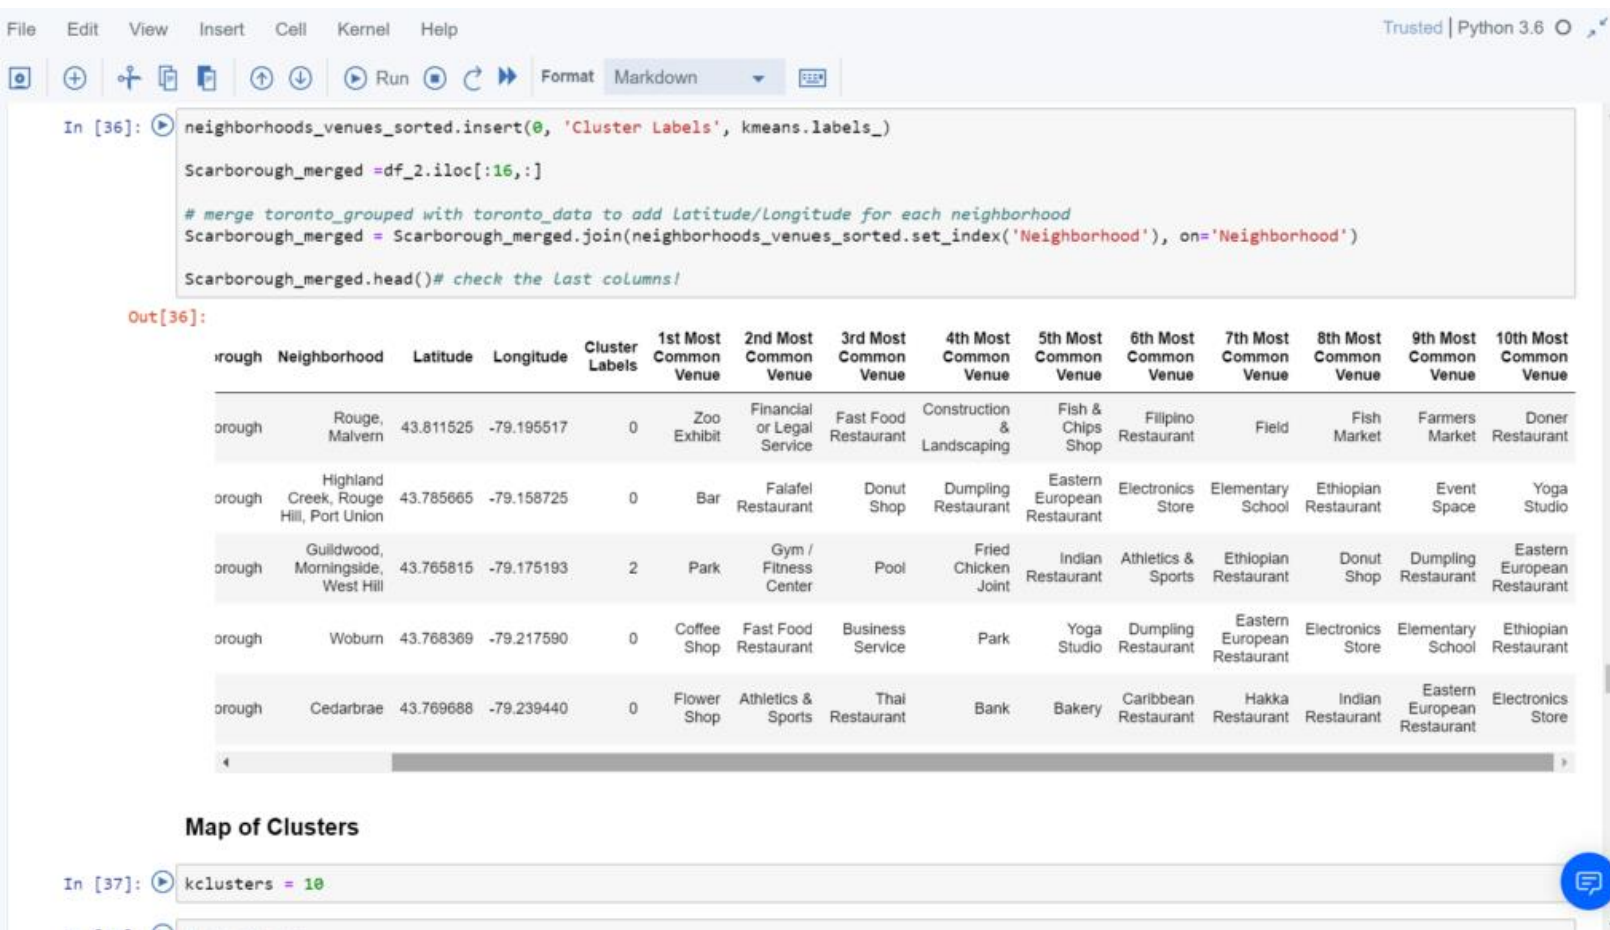 File Edit View Insert Cell Kernel Help Trusted | Python 3.6
Run Format Markdown
In [36]: neighborhoods_venues_sorted.insert(0, 'Cluster Labels', kmeans.labels_)
Scarborough_merged =df_2.iloc[:16,:]
# merge toronto_grouped with toronto_data to add latitude/longitude for each neighborhood
Scarborough_merged = Scarborough_merged.join(neighborhoods_venues_sorted.set_index('Neighborhood'), on='Neighborhood')
Scarborough_merged.head()# check the last columns!
Out[36]:
1st Most 2nd Most 3rd Most 4th Most 5th Most 6th Most 7th Most 8th Most 9th Most 10th Most
rough Neighborhood Latitude Longitude Cluster Labels Common Common Common Common Common Common Common Common Common Common
Venue Venue Venue Venue Venue Venue Venue Venue Venue Venue
orough Rouge, Malvern 43.811525 -79.195517 0 Zoo Exhibit Financial or Legal Service Fast Food Restaurant Construction & Landscaping Fish & Chips Shop Filipino Restaurant Field Fish Market Farmers Market Doner Restaurant
orough Highland Creek, Rouge Hill, Port Union 43.785665 -79.158725 0 Bar Falafel Restaurant Donut Shop Dumpling Restaurant Eastern European Restaurant Electronics Store Elementary School Ethiopian Restaurant Event Space Yoga Studio
orough Guildwood, Morningside, West Hill 43.765815 -79.175193 2 Park Gym / Fitness Center Pool Fried Chicken Joint Indian Restaurant Athletics & Sports Ethiopian Restaurant Donut Shop Dumpling Restaurant Eastern European Restaurant
orough Woburn 43.768369 -79.217590 0 Coffee Shop Fast Food Restaurant Business Service Park Yoga Studio Dumpling Restaurant Eastern European Restaurant Electronics Store Elementary School Ethiopian Restaurant
orough Cedarbrae 43.769688 -79.239440 0 Flower Shop Athletics & Sports Thai Restaurant Bank Bakery Caribbean Restaurant Hakka Restaurant Indian Restaurant Eastern European Restaurant Electronics Store
Map of Clusters
In [37]: kclusters = 10